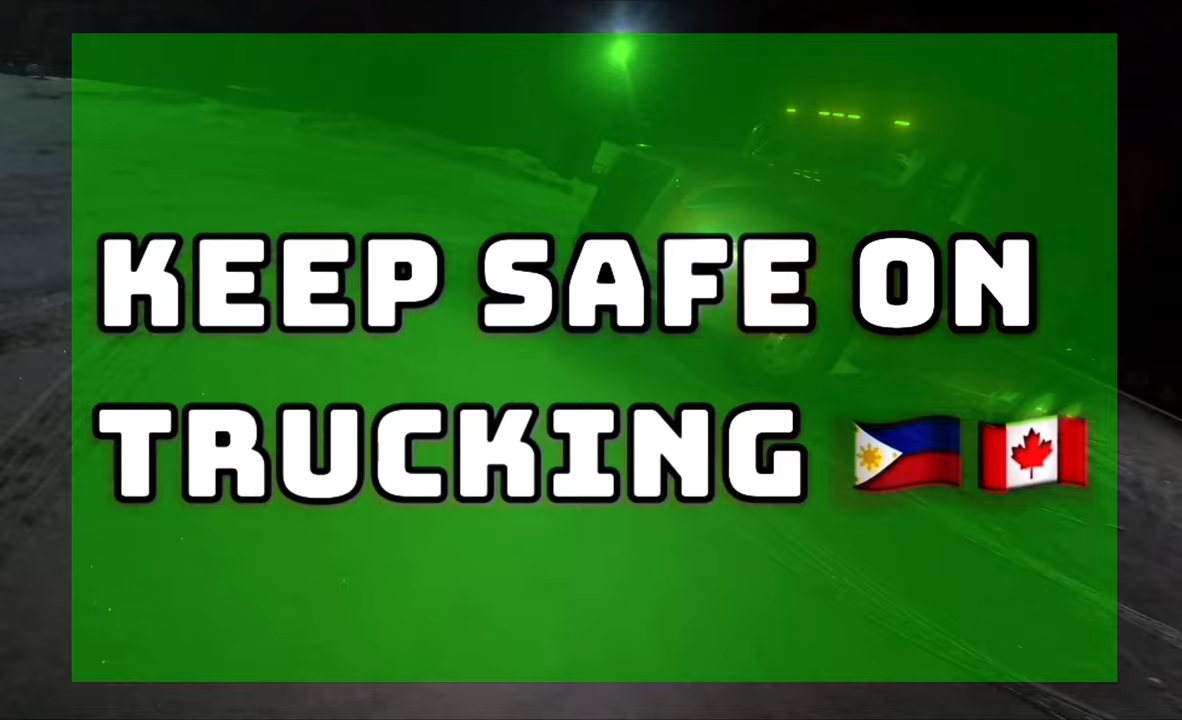 KEEP SAFE ON
TRUCKING 🇵🇭🇨🇦